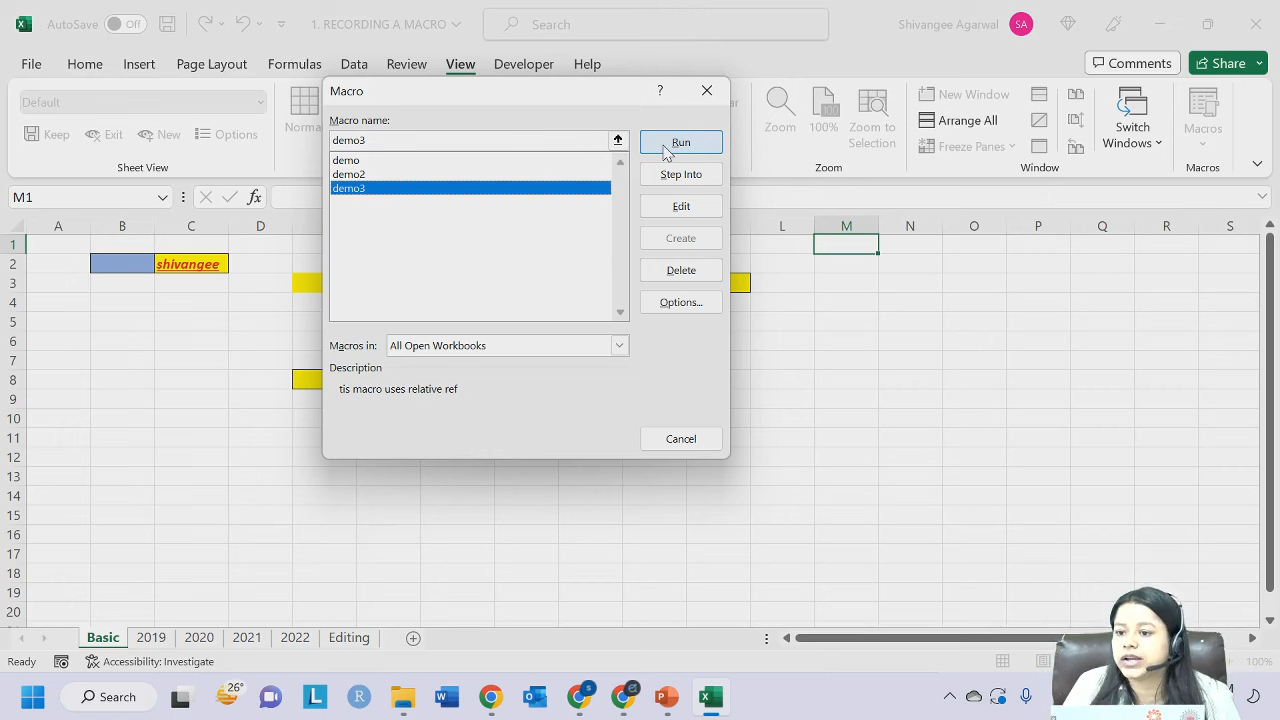 AutoSave Off 1. RECORDING A MACRO Search Shivangee Agarwal SA
File Home Insert Page Layout Formulas Data Review View Developer Help Comments Share
Default
Keep Exit New Options
Sheet View
Macro
Macro name:
demo3
demo
demo2
demo3
Run
Step Into
Edit
Create
Delete
Options...
Macros in: All Open Workbooks
Description
tis macro uses relative ref
Cancel
Zoom 100% Zoom to Selection
Zoom
New Window
Arrange All
Freeze Panes
Switch Windows
Window
Macros
Macros
M1 fx
A B C D L M N O P Q R S
1
2 shivangee
3
4
5
6
7
8
9
10
11
12
13
14
15
16
17
18
19
20
Basic 2019 2020 2021 2022 Editing
Ready Accessibility: Investigate 100%
26° Search